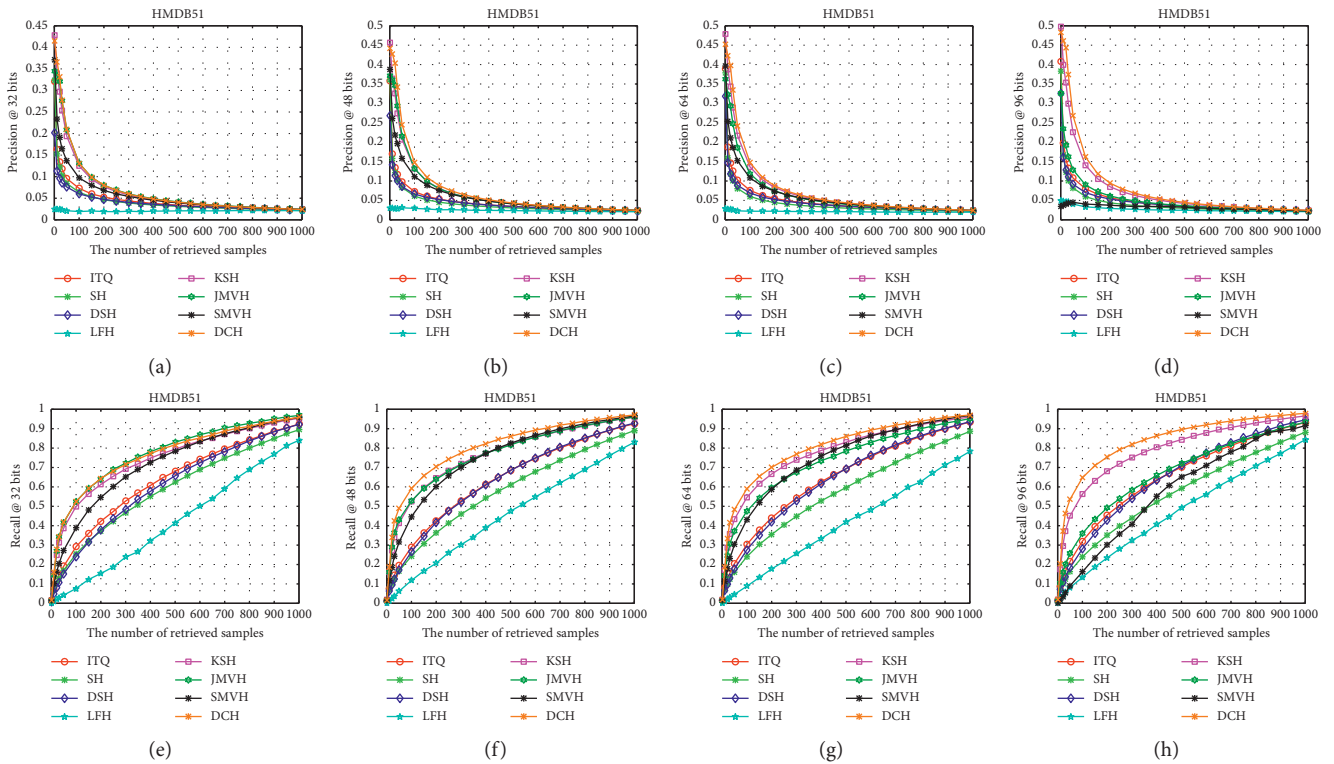 HMDB51
Precision @ 32 bits
0.45
0.4
0.35
0.3
0.25
0.2
0.15
0.1
0.05
0
0 100 200 300 400 500 600 700 800 900 1000
The number of retrieved samples
ITQ KSH
SH JMVH
DSH SMVH
LFH DCH
(a)
HMDB51
Precision @ 48 bits
0.5
0.45
0.4
0.35
0.3
0.25
0.2
0.15
0.1
0.05
0
0 100 200 300 400 500 600 700 800 900 1000
The number of retrieved samples
ITQ KSH
SH JMVH
DSH SMVH
LFH DCH
(b)
HMDB51
Precision @ 64 bits
0.5
0.45
0.4
0.35
0.3
0.25
0.2
0.15
0.1
0.05
0
0 100 200 300 400 500 600 700 800 900 1000
The number of retrieved samples
ITQ KSH
SH JMVH
DSH SMVH
LFH DCH
(c)
HMDB51
Precision @ 96 bits
0.5
0.45
0.4
0.35
0.3
0.25
0.2
0.15
0.1
0.05
0
0 100 200 300 400 500 600 700 800 900 1000
The number of retrieved samples
ITQ KSH
SH JMVH
DSH SMVH
LFH DCH
(d)
HMDB51
Recall @ 32 bits
1
0.9
0.8
0.7
0.6
0.5
0.4
0.3
0.2
0.1
0
0 100 200 300 400 500 600 700 800 900 1000
The number of retrieved samples
ITQ KSH
SH JMVH
DSH SMVH
LFH DCH
(e)
HMDB51
Recall @ 48 bits
1
0.9
0.8
0.7
0.6
0.5
0.4
0.3
0.2
0.1
0
0 100 200 300 400 500 600 700 800 900 1000
The number of retrieved samples
ITQ KSH
SH JMVH
DSH SMVH
LFH DCH
(f)
HMDB51
Recall @ 64 bits
1
0.9
0.8
0.7
0.6
0.5
0.4
0.3
0.2
0.1
0
0 100 200 300 400 500 600 700 800 900 1000
The number of retrieved samples
ITQ KSH
SH JMVH
DSH SMVH
LFH DCH
(g)
HMDB51
Recall @ 96 bits
1
0.9
0.8
0.7
0.6
0.5
0.4
0.3
0.2
0.1
0
0 100 200 300 400 500 600 700 800 900 1000
The number of retrieved samples
ITQ KSH
SH JMVH
DSH SMVH
LFH DCH
(h)